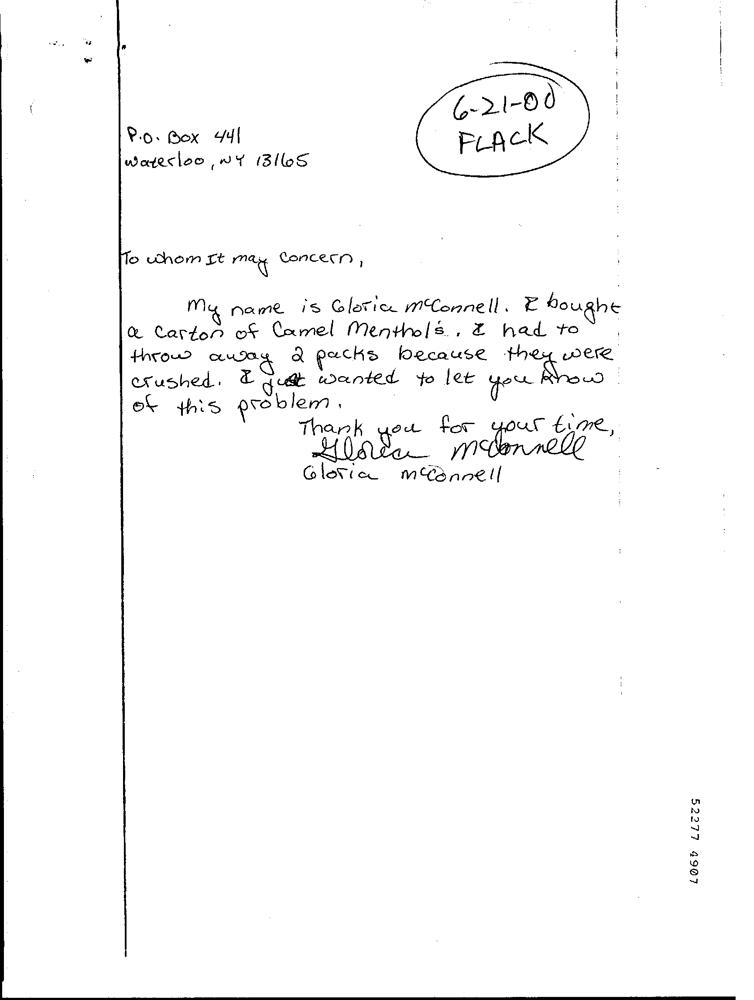 6-21-00
FLACK
P.O. Box 441
Waterloo, NY 13165
To whom It may concern,
My name is Gloria McConnell. I bought
a carton of Camel Menthol's. I had to
throw away 2 packs because they were
crushed. I just wanted to let you know
of this problem.
Thank you for your time,
Gloria McConnell
Gloria McConnell
52277 4907